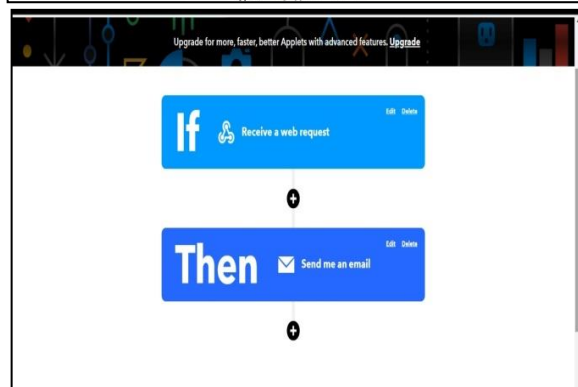 Upgrade for more, faster, better Applets with advanced features. Upgrade
If Receive a web request
Edit Delete
Then Send me an email
Edit Delete